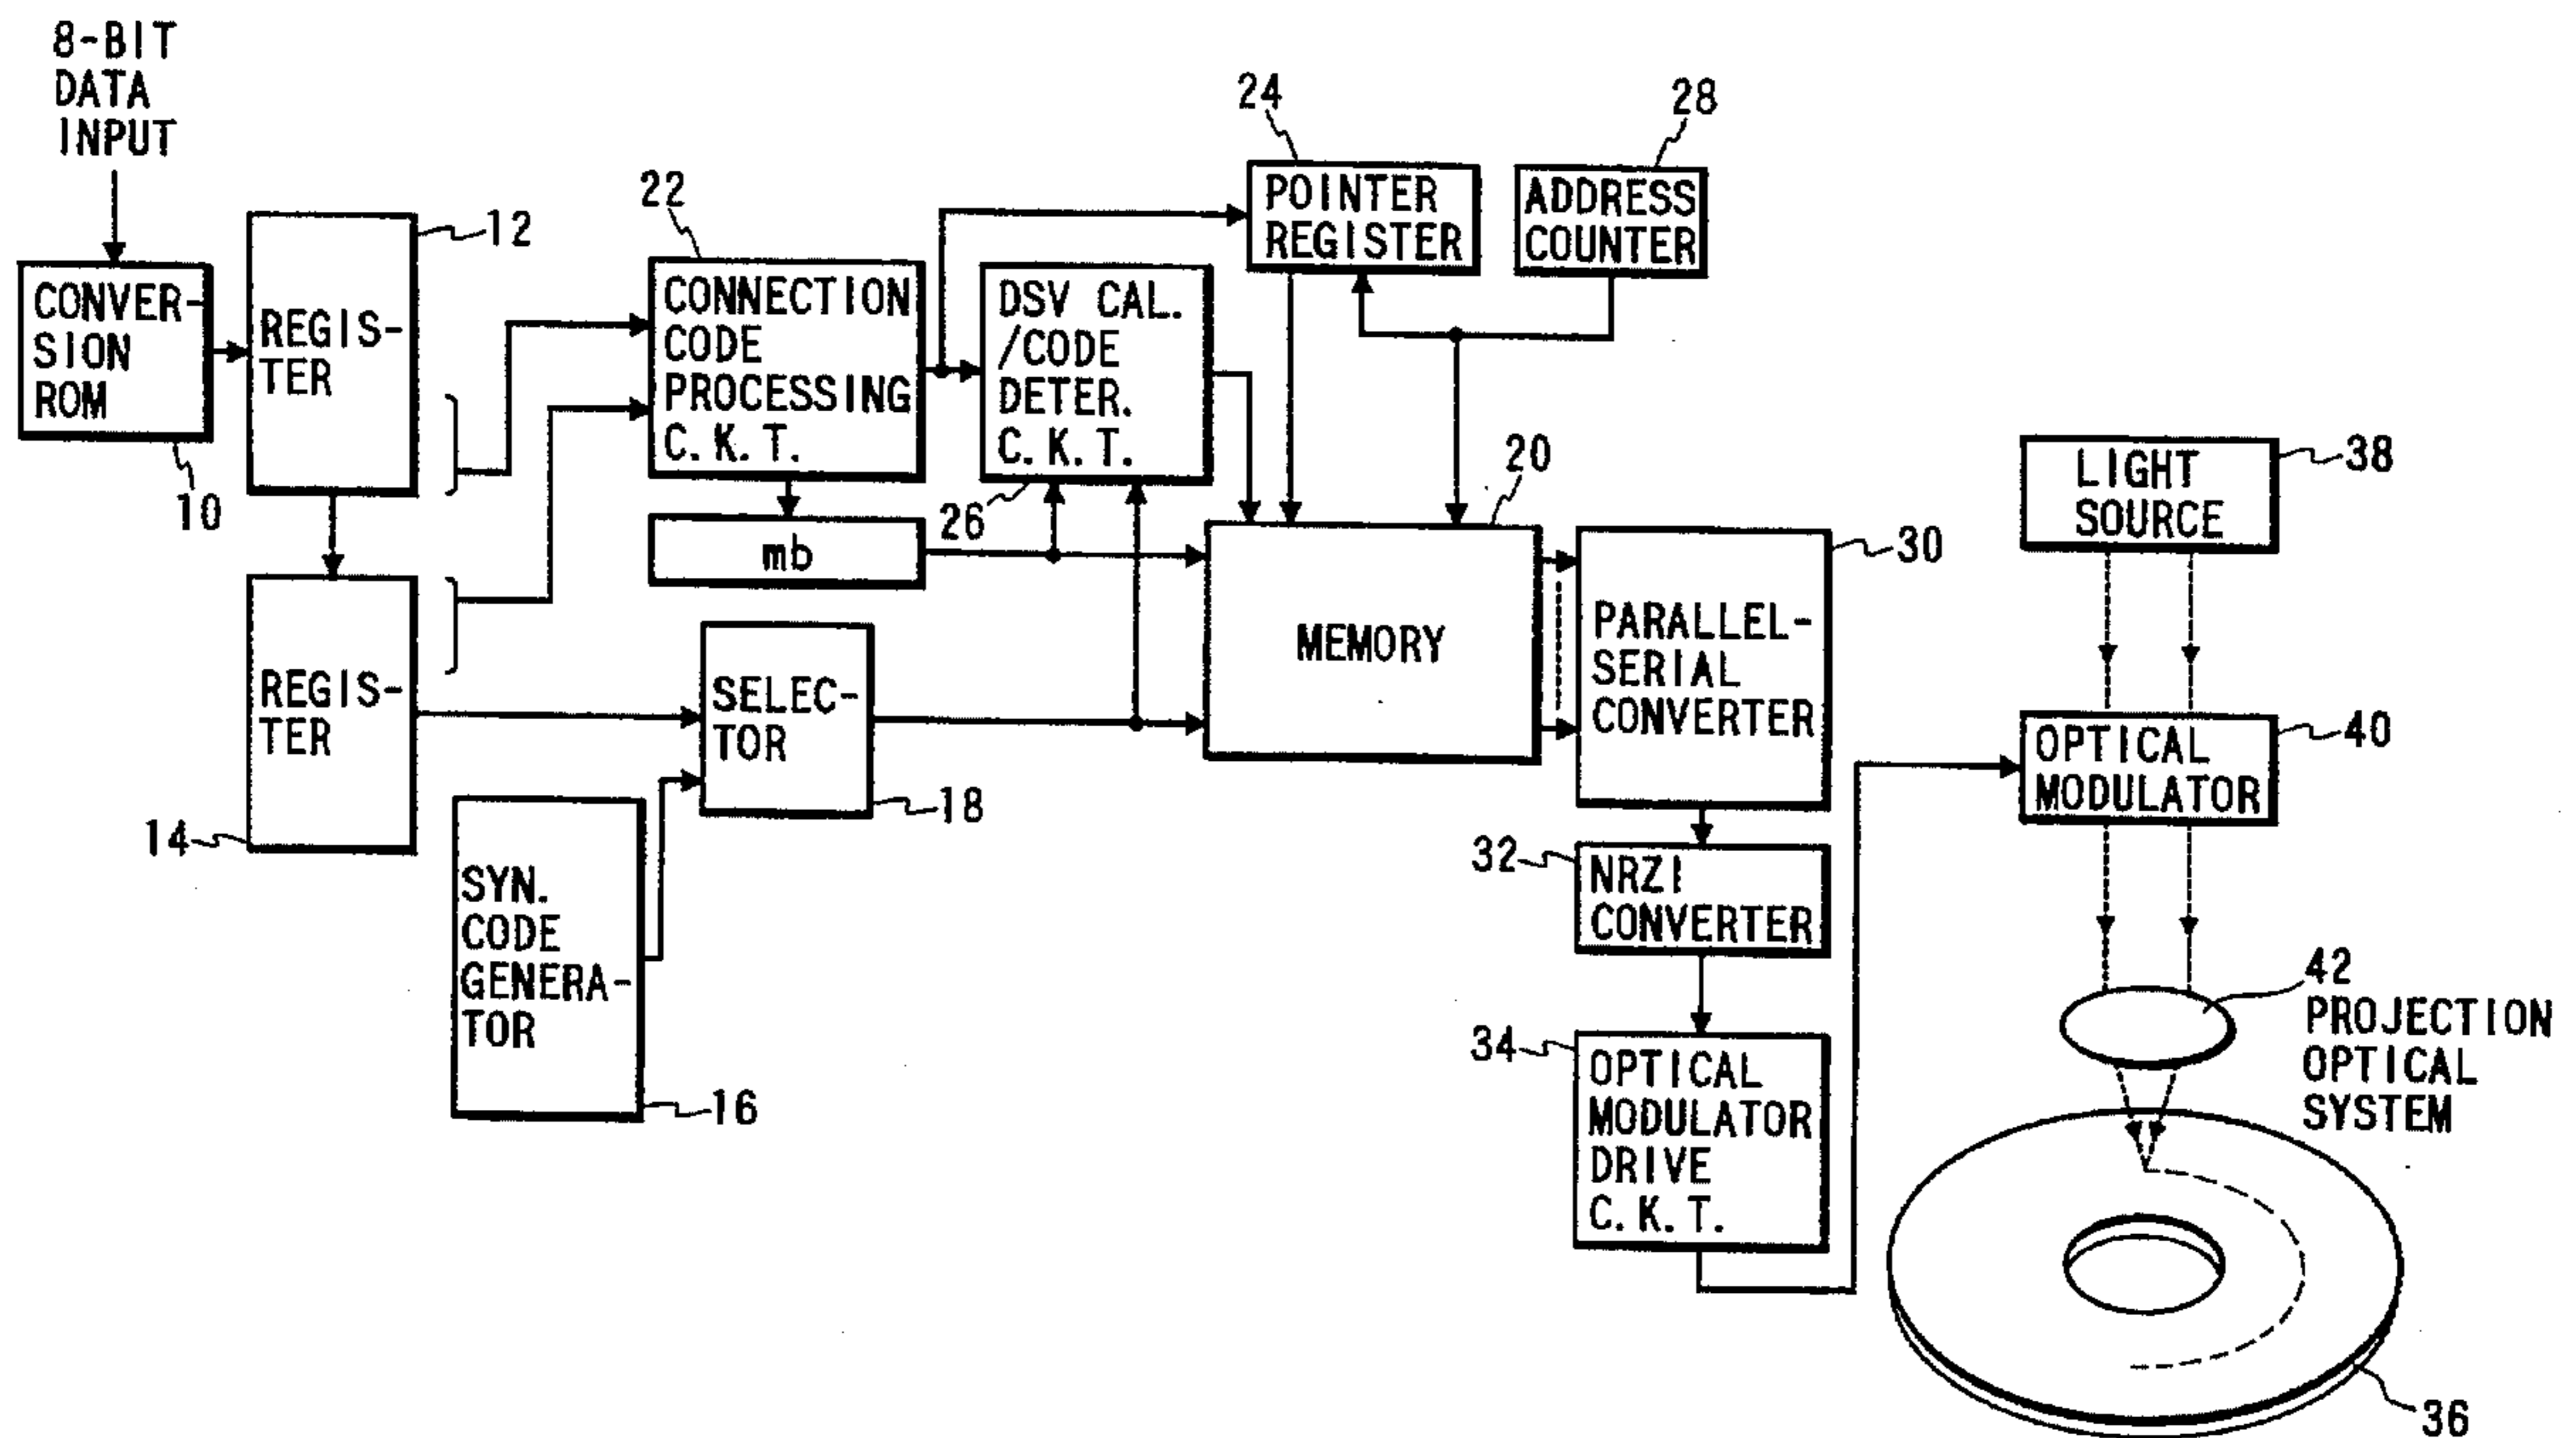 8-BIT
DATA
INPUT
CONVER-
SION
ROM
10
REGIS-
TER
12
REGIS-
TER
14
SYN.
CODE
GENERA-
TOR
16
SELEC-
TOR
18
22
CONNECTION
CODE
PROCESSING
C.K.T.
mb
DSV CAL.
/CODE
DETER.
C.K.T.
26
24
POINTER
REGISTER
28
ADDRESS
COUNTER
20
MEMORY
30
PARALLEL-
SERIAL
CONVERTER
32
NRZI
CONVERTER
34
OPTICAL
MODULATOR
DRIVE
C.K.T.
LIGHT
SOURCE
38
OPTICAL
MODULATOR
40
42
PROJECTION
OPTICAL
SYSTEM
36